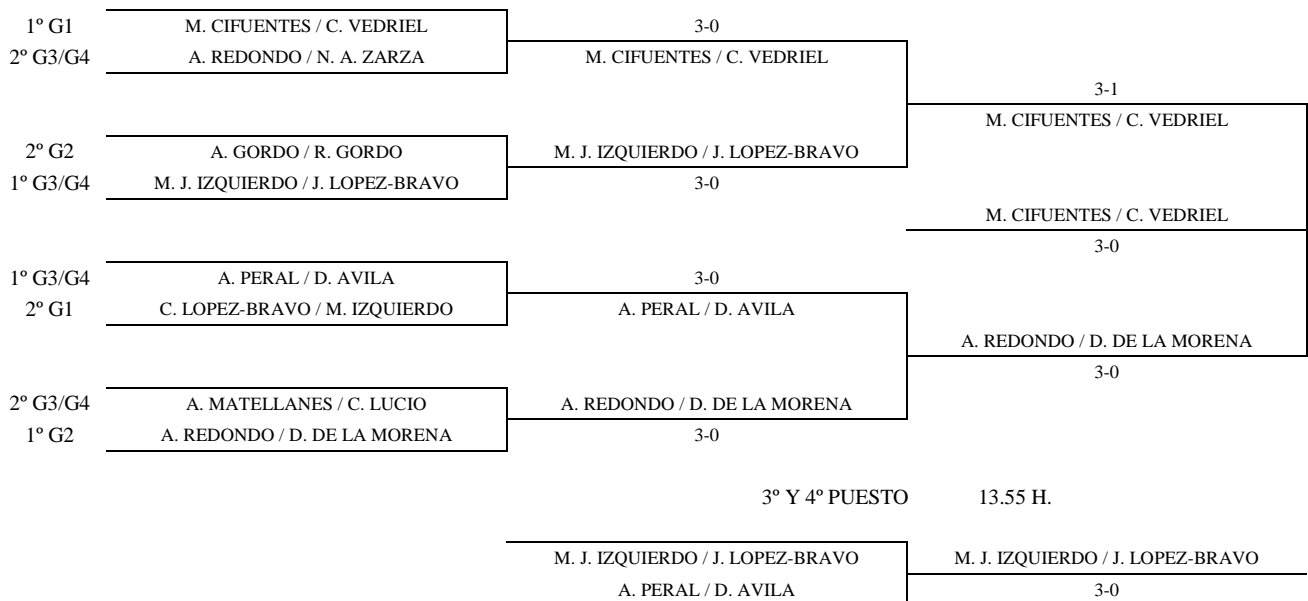 1º G1 M. CIFUENTES / C. VEDRIEL 3-0
2º G3/G4 A. REDONDO / N. A. ZARZA M. CIFUENTES / C. VEDRIEL
3-1
M. CIFUENTES / C. VEDRIEL
2º G2 A. GORDO / R. GORDO M. J. IZQUIERDO / J. LOPEZ-BRAVO
1º G3/G4 M. J. IZQUIERDO / J. LOPEZ-BRAVO 3-0
M. CIFUENTES / C. VEDRIEL
3-0
1º G3/G4 A. PERAL / D. AVILA 3-0
2º G1 C. LOPEZ-BRAVO / M. IZQUIERDO A. PERAL / D. AVILA
A. REDONDO / D. DE LA MORENA
3-0
2º G3/G4 A. MATELLANES / C. LUCIO A. REDONDO / D. DE LA MORENA
1º G2 A. REDONDO / D. DE LA MORENA 3-0
3º Y 4º PUESTO 13.55 H.
M. J. IZQUIERDO / J. LOPEZ-BRAVO M. J. IZQUIERDO / J. LOPEZ-BRAVO
A. PERAL / D. AVILA 3-0